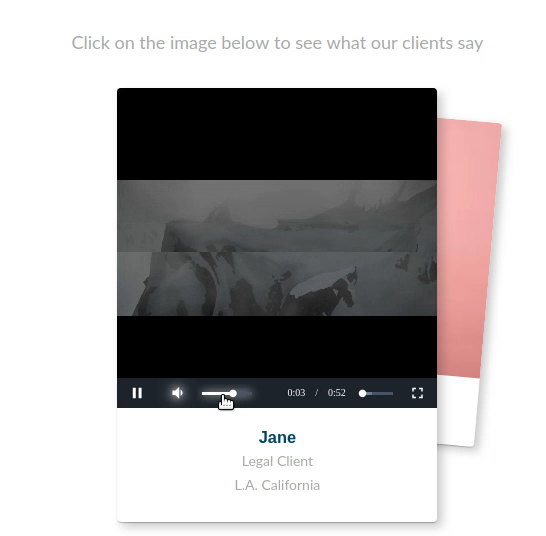 Click on the image below to see what our clients say
0:03 / 0:52
Jane
Legal Client
L.A. California